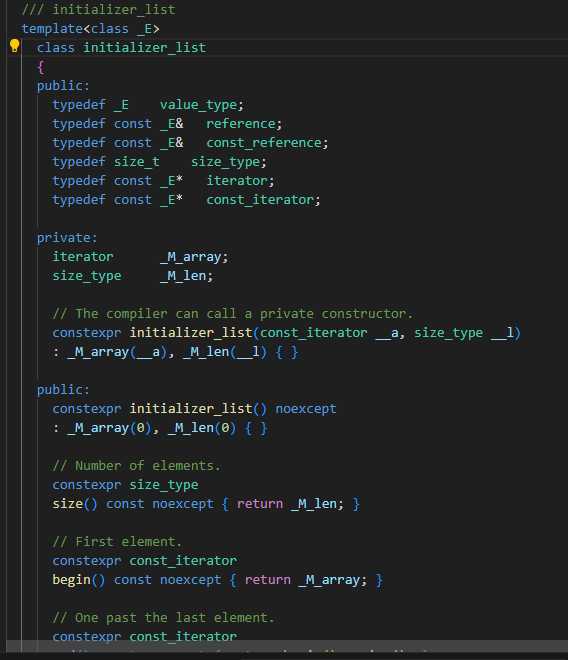 /// initializer_list
template<class _E>
class initializer_list
{
public:
typedef _E value_type;
typedef const _E& reference;
typedef const _E& const_reference;
typedef size_t size_type;
typedef const _E* iterator;
typedef const _E* const_iterator;
private:
iterator _M_array;
size_type _M_len;
// The compiler can call a private constructor.
constexpr initializer_list(const_iterator __a, size_type __l)
: _M_array(__a), _M_len(__l) { }
public:
constexpr initializer_list() noexcept
: _M_array(0), _M_len(0) { }
// Number of elements.
constexpr size_type
size() const noexcept { return _M_len; }
// First element.
constexpr const_iterator
begin() const noexcept { return _M_array; }
// One past the last element.
constexpr const_iterator